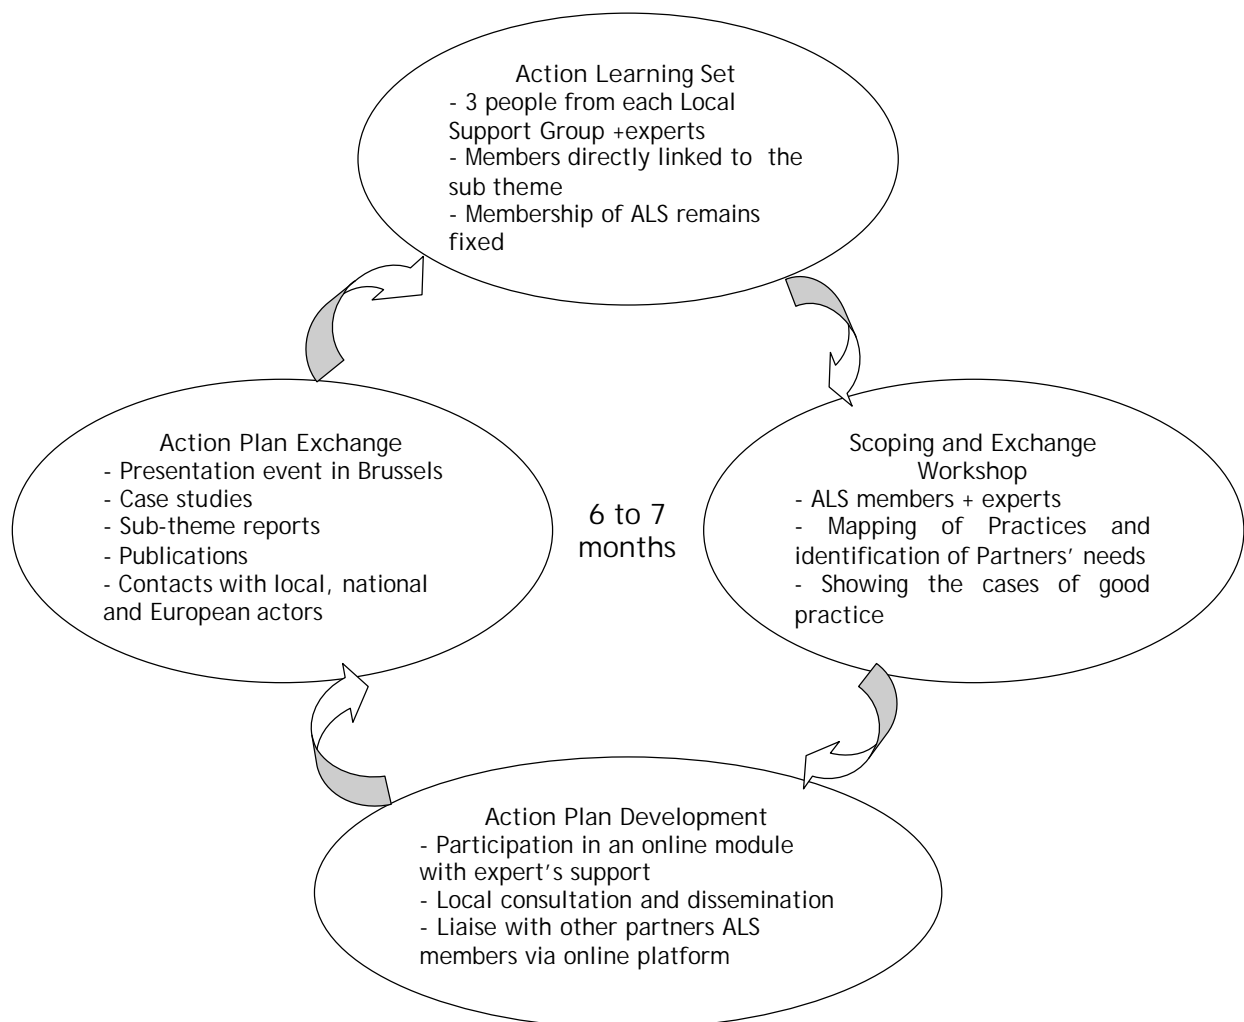 Action Learning Set
- 3 people from each Local
Support Group +experts
- Members directly linked to the
sub theme
- Membership of ALS remains
fixed
Action Plan Exchange
- Presentation event in Brussels
- Case studies
- Sub-theme reports
- Publications
- Contacts with local, national
and European actors
6 to 7
months
Scoping and Exchange
Workshop
- ALS members + experts
- Mapping of Practices and
identification of Partners' needs
- Showing the cases of good
practice
Action Plan Development
- Participation in an online module
with expert's support
- Local consultation and dissemination
- Liaise with other partners ALS
members via online platform